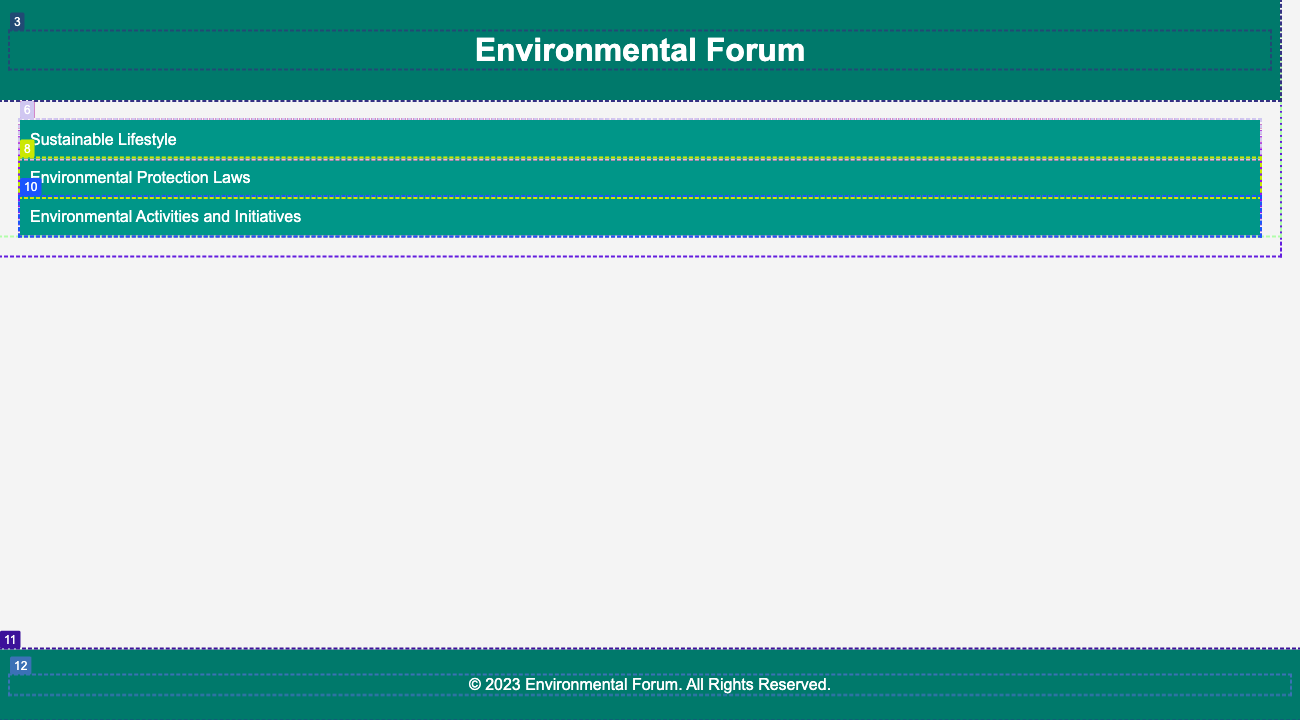 3
Environmental Forum
6
Sustainable Lifestyle
8
Environmental Protection Laws
10
Environmental Activities and Initiatives
11
12
© 2023 Environmental Forum. All Rights Reserved.